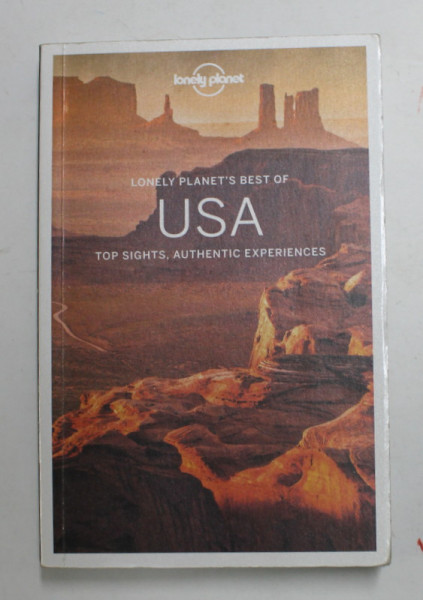 lonely planet
LONELY PLANET'S BEST OF
USA
TOP SIGHTS, AUTHENTIC EXPERIENCES